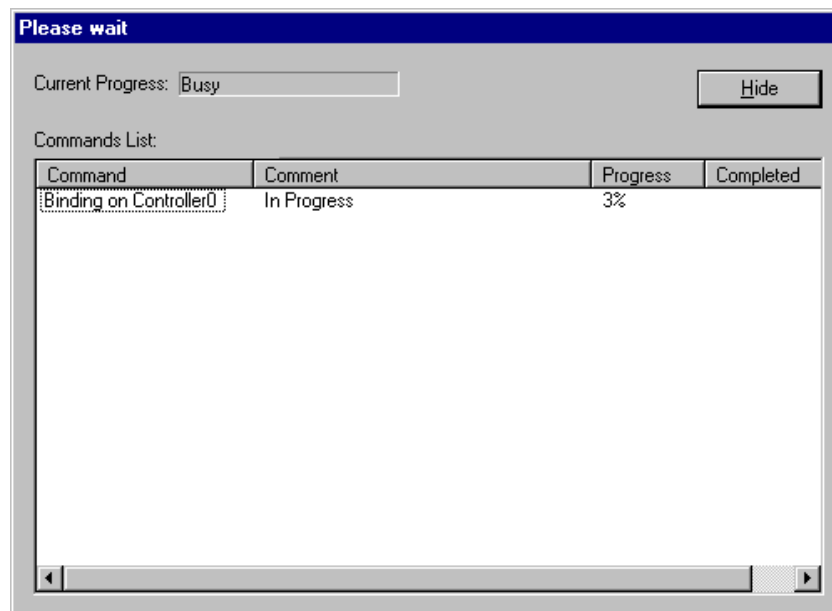 Please wait
Current Progress: Busy
Hide
Commands List:
Command Comment Progress Completed
Binding on Controller0 In Progress 3%